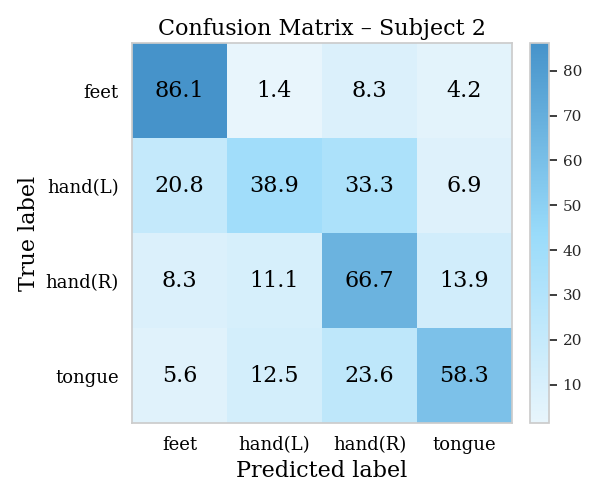 Confusion Matrix – Subject 2
True label
feet 86.1 1.4 8.3 4.2
hand(L) 20.8 38.9 33.3 6.9
hand(R) 8.3 11.1 66.7 13.9
tongue 5.6 12.5 23.6 58.3
feet hand(L) hand(R) tongue
Predicted label
80
70
60
50
40
30
20
10